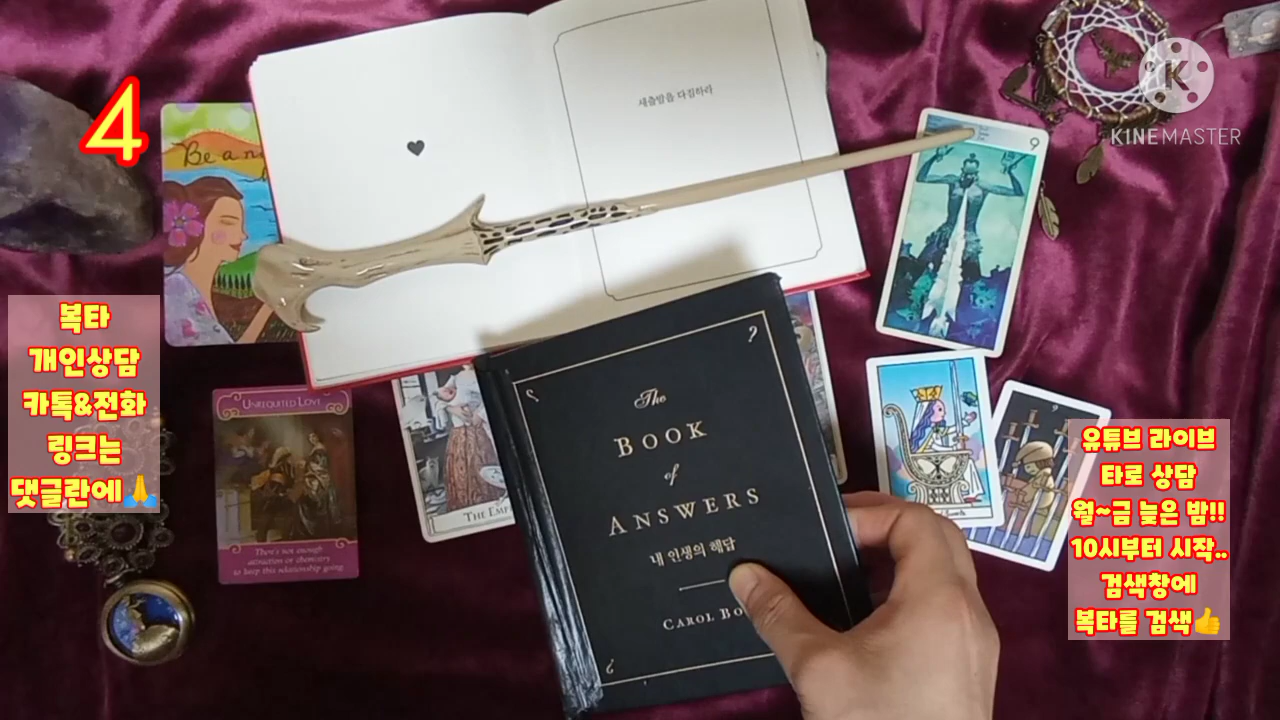 4
Be an
새출발을 다짐하라
♥
9
KINEMASTER
복타
개인상담
카톡&전화
링크는
댓글란에🙏
UNREQUITED LOVE
There's not enough
attraction or chemistry
to keep this relationship going.
THE EMP
The
BOOK
of
ANSWERS
내 인생의 해답
CAROL BO
9
유튜브 라이브
타로 상담
월~금 늦은 밤!!
10시부터 시작..
검색창에
복타를 검색👍